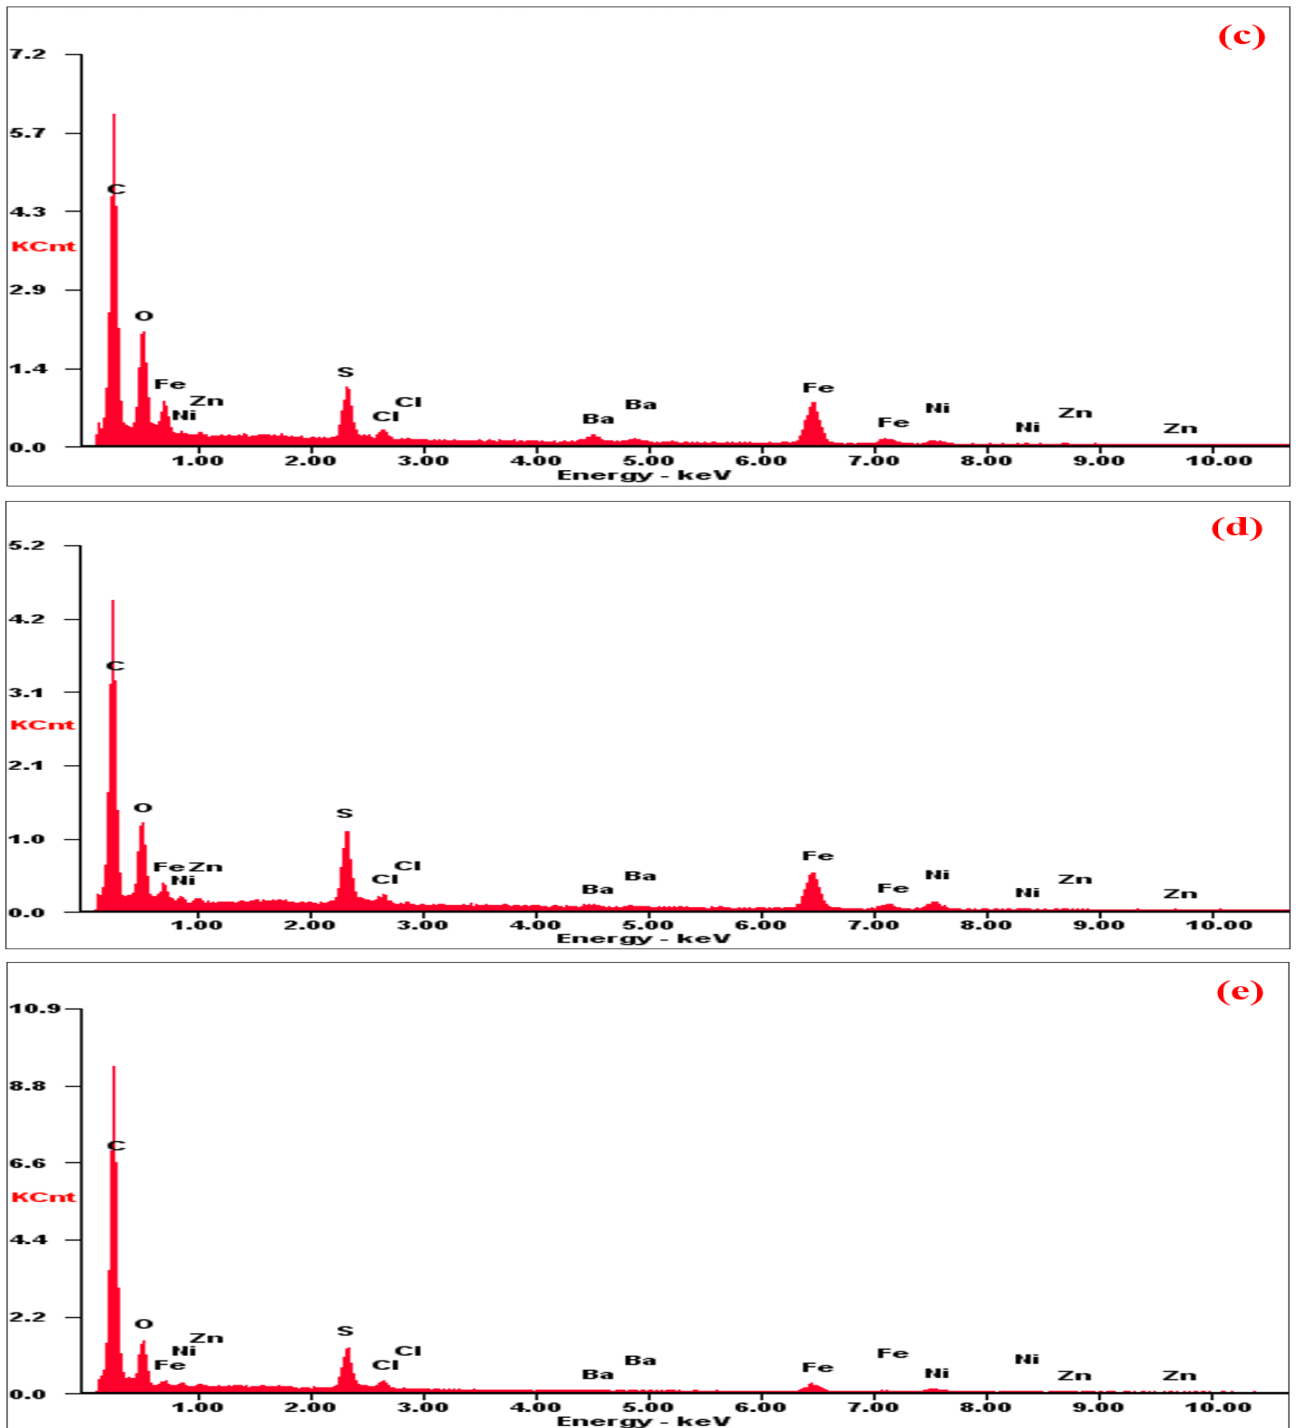 (c)
7.2
5.7
C
4.3
KCnt
2.9
O
1.4
S
Fe Fe
Zn Cl Ba Ni
Ni Cl Ba Fe Ni Zn Zn
0.0
1.00 2.00 3.00 4.00 5.00 6.00 7.00 8.00 9.00 10.00
Energy - keV
(d)
5.2
4.2
C
3.1
KCnt
2.1
O S
1.0
Fe
Fe Zn Cl Ba Ni
Ni Cl Ba Fe Ni Zn Zn
0.0
1.00 2.00 3.00 4.00 5.00 6.00 7.00 8.00 9.00 10.00
Energy - keV
(e)
10.9
8.8
C
6.6
KCnt
4.4
2.2
O S
Zn
Ni Cl Ba Fe Ni
Fe Cl Ba Fe Ni Zn Zn
0.0
1.00 2.00 3.00 4.00 5.00 6.00 7.00 8.00 9.00 10.00
Energy - keV